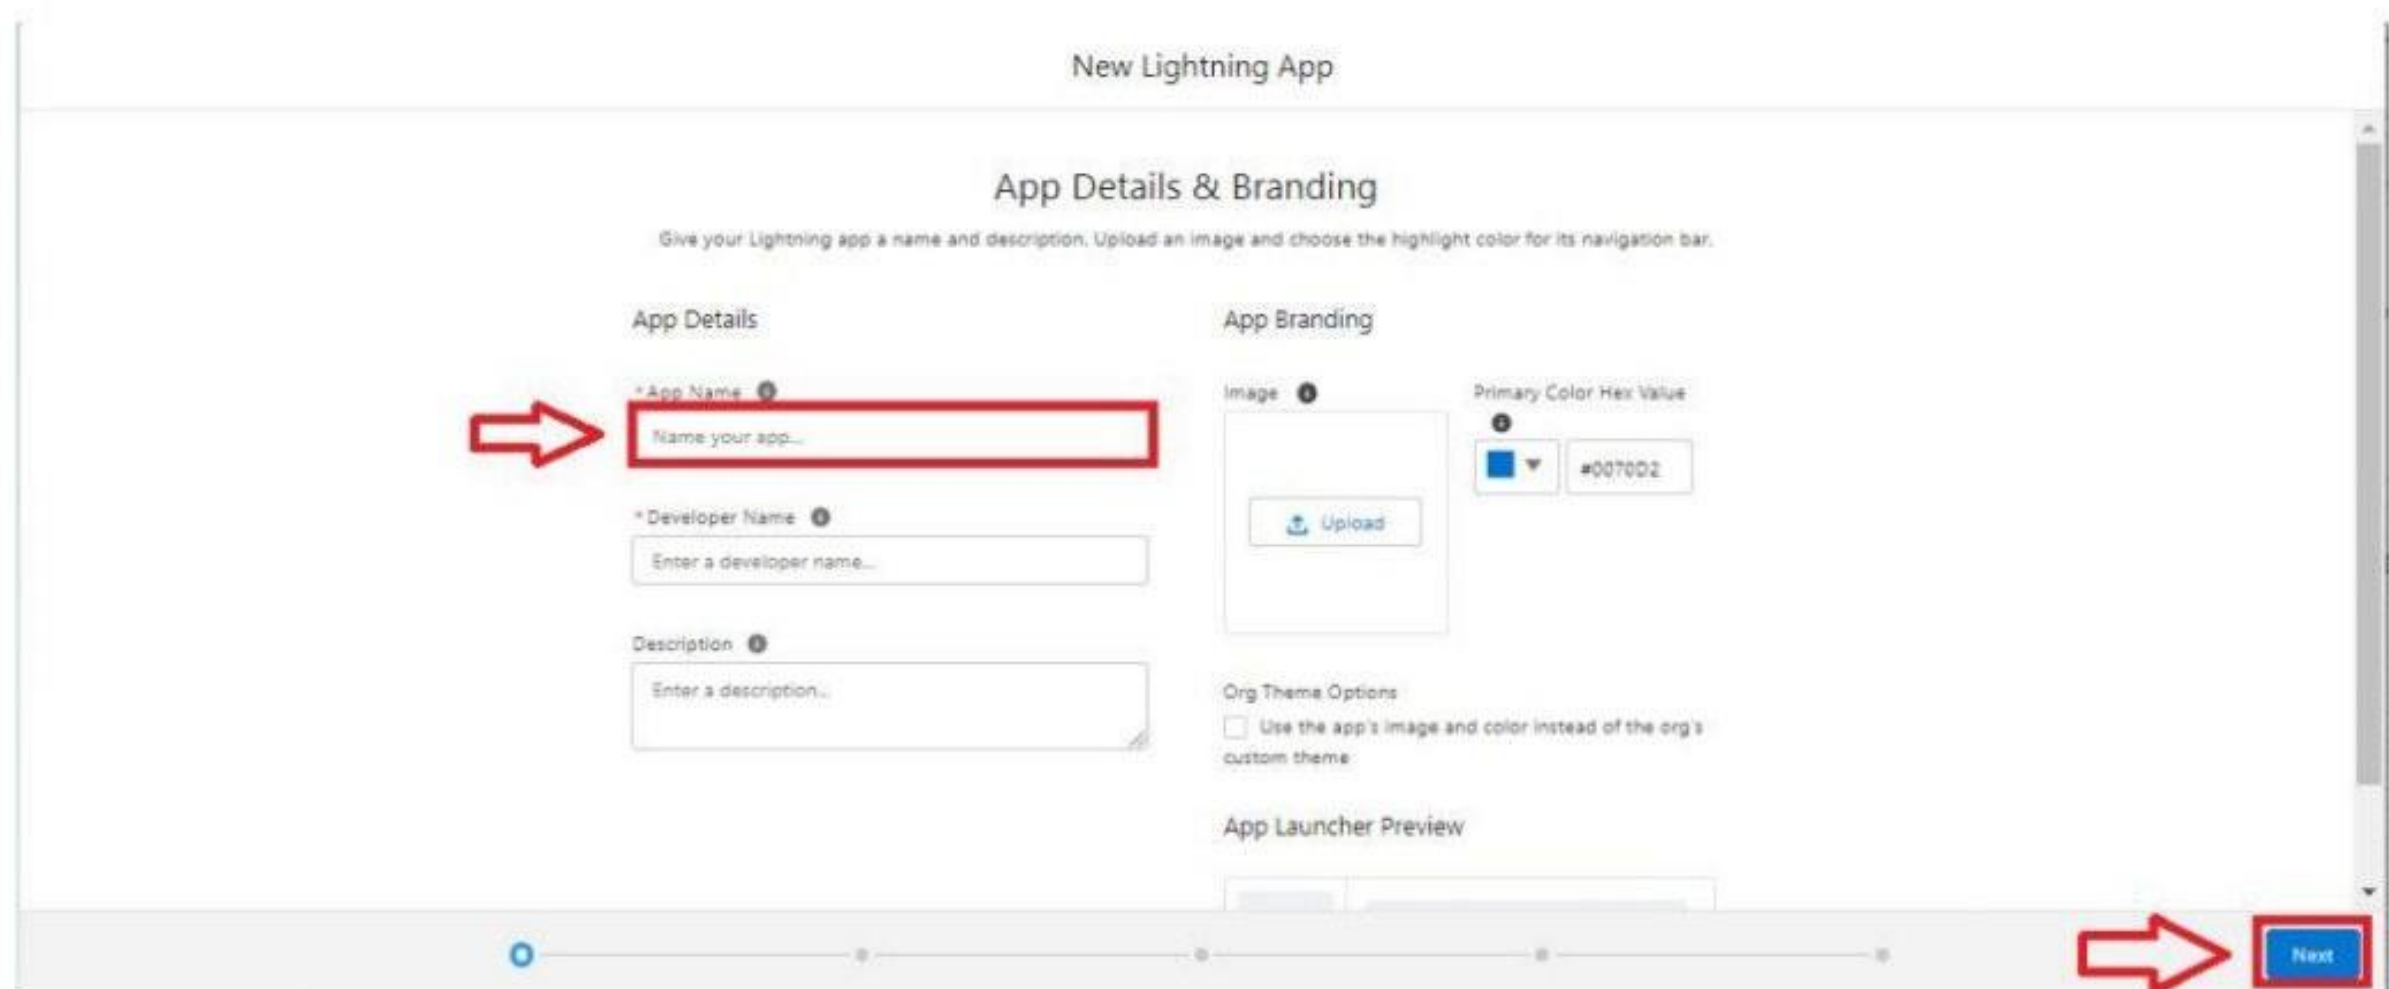 New Lightning App
App Details & Branding
Give your Lightning app a name and description. Upload an image and choose the highlight color for its navigation bar.
App Details
* App Name
Name your app...
* Developer Name
Enter a developer name...
Description
Enter a description...
App Branding
Image
Upload
Primary Color Hex Value
#0070D2
Org Theme Options
Use the app's image and color instead of the org's
custom theme
App Launcher Preview
Next